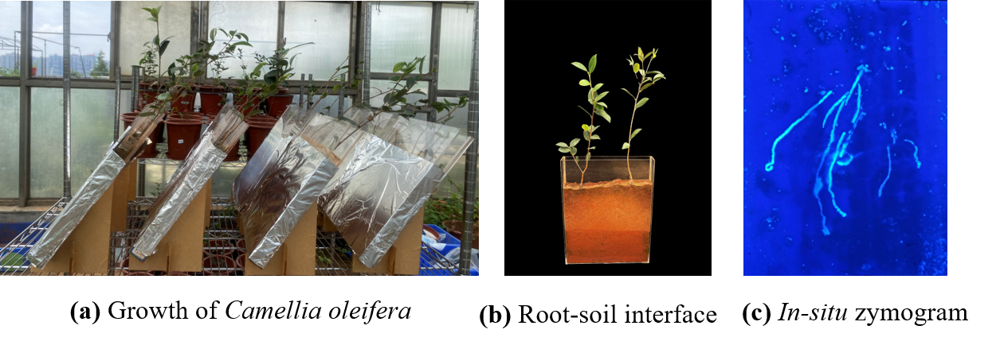 (a) Growth of Camellia oleifera
(b) Root-soil interface
(c) In-situ zymogram